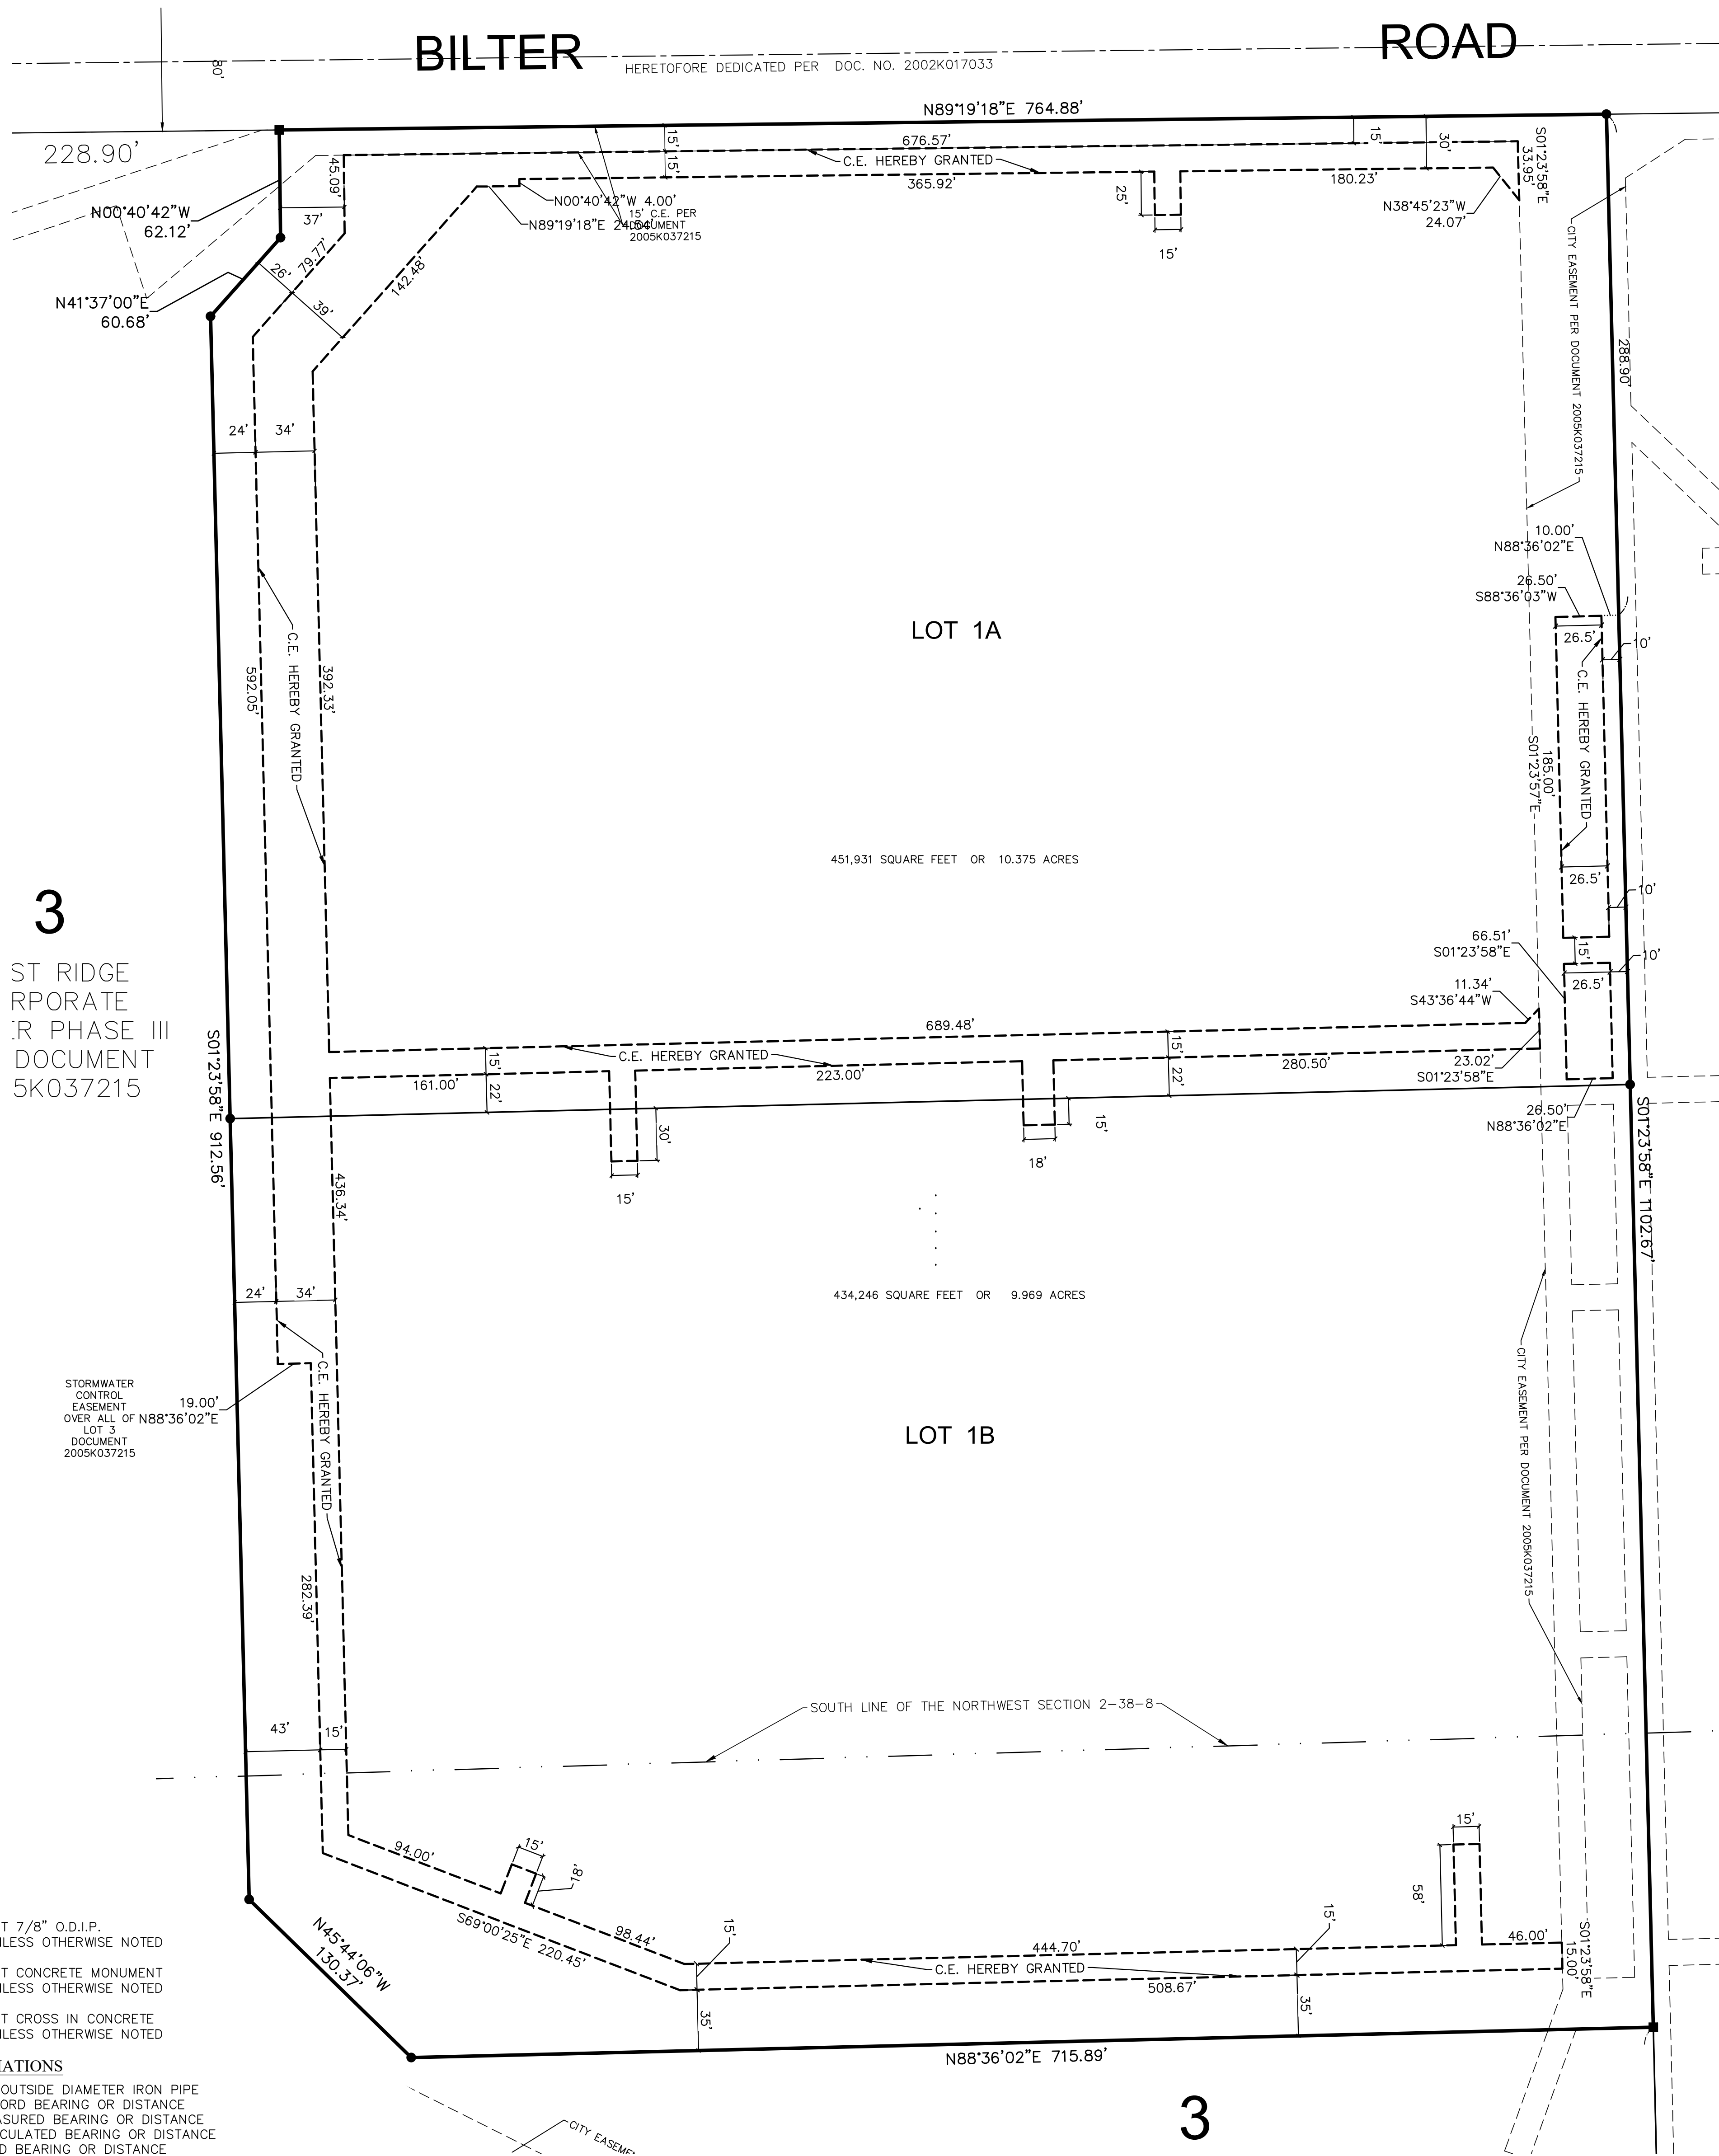 BILTER ROAD
80'
HERETOFORE DEDICATED PER DOC. NO. 2002K017033
N89°19'18"E 764.88'
228.90'
45.09'
15'
15'
676.57'
C.E. HEREBY GRANTED
15'
30'
S01°23'58"E
33.95'
365.92'
25'
180.23'
N38°45'23"W
24.07'
N00°40'42"W
62.12'
37'
N00°40'42"W 4.00'
N89°19'18"E 24.54'
15' C.E. PER
DOCUMENT
2005K037215
15'
79.77'
26'
142.48'
39'
N41°37'00"E
60.68'
CITY EASEMENT PER DOCUMENT 2005K037215
288.90'
24'
34'
10.00'
N88°36'02"E
26.50'
S88°36'03"W
26.5'
10'
LOT 1A
C.E. HEREBY GRANTED
592.05'
392.33'
C.E. HEREBY GRANTED
185.00'
S01°23'57"E
451,931 SQUARE FEET OR 10.375 ACRES
26.5'
10'
3
66.51'
S01°23'58"E
15'
10'
26.5'
ST RIDGE
RPORATE
R PHASE III
DOCUMENT
5K037215
11.34'
S43°36'44"W
689.48'
S01°23'58"E 912.56'
15'
C.E. HEREBY GRANTED
15'
161.00'
223.00'
280.50'
23.02'
S01°23'58"E
22'
22'
26.50'
N88°36'02"E
30'
15'
15'
18'
436.34'
S01°23'58"E 1102.67'
24'
34'
434,246 SQUARE FEET OR 9.969 ACRES
STORMWATER
CONTROL
EASEMENT
OVER ALL OF
LOT 3
DOCUMENT
2005K037215
19.00'
N88°36'02"E
C.E. HEREBY GRANTED
LOT 1B
CITY EASEMENT PER DOCUMENT 2005K037215
282.39'
SOUTH LINE OF THE NORTHWEST SECTION 2-38-8
43'
15'
94.00'
15'
18'
15'
58'
S69°00'25"E 220.45'
98.44'
15'
444.70'
15'
46.00'
S01°23'58"E
15.00'
C.E. HEREBY GRANTED
508.67'
35'
35'
N45°44'06"W
130.37'
N88°36'02"E 715.89'
T 7/8" O.D.I.P.
NLESS OTHERWISE NOTED
T CONCRETE MONUMENT
NLESS OTHERWISE NOTED
T CROSS IN CONCRETE
NLESS OTHERWISE NOTED
IATIONS
OUTSIDE DIAMETER IRON PIPE
ORD BEARING OR DISTANCE
ASURED BEARING OR DISTANCE
CULATED BEARING OR DISTANCE
D BEARING OR DISTANCE
3
CITY EASEME